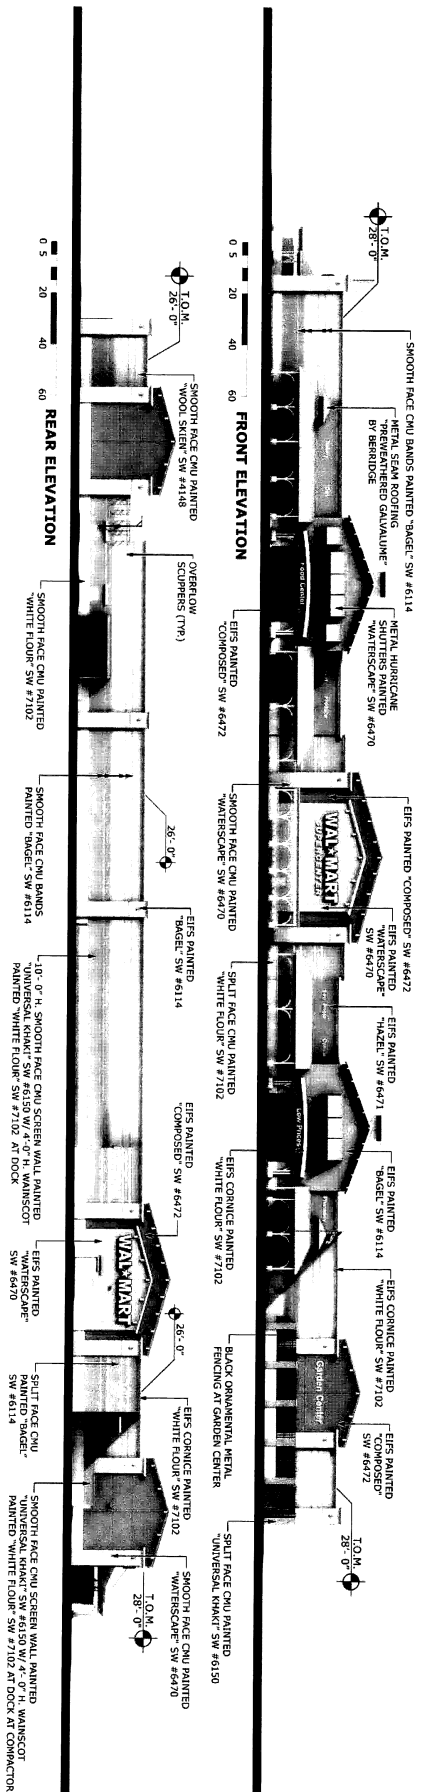 T.O.M.
28'- 0"
SMOOTH FACE CMU BANDS PAINTED "BAGEL" SW #6114
METAL SEAM ROOFING
"PREWEATHERED GALVALUME"
BY BERRIDGE
METAL HURRICANE
SHUTTERS PAINTED
"WATERSCAPE" SW #6470
EIFS PAINTED "COMPOSED" SW #6472
EIFS PAINTED
"WATERSCAPE"
SW #6470
EIFS PAINTED
"HAZEL" SW #6471
EIFS PAINTED
"BAGEL" SW #6114
EIFS CORNICE PAINTED
"WHITE FLOUR" SW #7102
EIFS PAINTED
"COMPOSED"
SW #6472
T.O.M.
28'- 0"
Food Center
WAL★MART
SUPERCENTER
Low Prices
Garden Center
0 5 20 40 60
FRONT ELEVATION
EIFS PAINTED
"COMPOSED" SW #6472
SMOOTH FACE CMU PAINTED
"WATERSCAPE" SW #6470
SPLIT FACE CMU PAINTED
"WHITE FLOUR" SW #7102
EIFS CORNICE PAINTED
"WHITE FLOUR" SW #7102
BLACK ORNAMENTAL METAL
FENCING AT GARDEN CENTER
SPLIT FACE CMU PAINTED
"UNIVERSAL KHAKI" SW #6150
T.O.M.
26'- 0"
SMOOTH FACE CMU PAINTED
"WOOL SKIEN" SW #4148
OVERFLOW
SCUPPERS (TYP.)
26'- 0"
EIFS PAINTED
"BAGEL" SW #6114
EIFS PAINTED
"COMPOSED" SW #6472
26'- 0"
EIFS CORNICE PAINTED
"WHITE FLOUR" SW #7102
SMOOTH FACE CMU PAINTED
"WATERSCAPE" SW #6470
T.O.M.
28'- 0"
WAL★MART
0 5 20 40 60
REAR ELEVATION
SMOOTH FACE CMU PAINTED
"WHITE FLOUR" SW #7102
SMOOTH FACE CMU BANDS
PAINTED "BAGEL" SW #6114
10'- 0" H. SMOOTH FACE CMU SCREEN WALL PAINTED
"UNIVERSAL KHAKI" SW #6150 W/ 4'-0" H. WAINSCOT
PAINTED "WHITE FLOUR" SW #7102 AT DOCK
EIFS PAINTED
"WATERSCAPE"
SW #6470
SPLIT FACE CMU
PAINTED "BAGEL"
SW #6114
SMOOTH FACE CMU SCREEN WALL PAINTED
"UNIVERSAL KHAKI" SW #6150 W/ 4'- 0" H. WAINSCOT
PAINTED "WHITE FLOUR" SW #7102 AT DOCK AT COMPACTOR